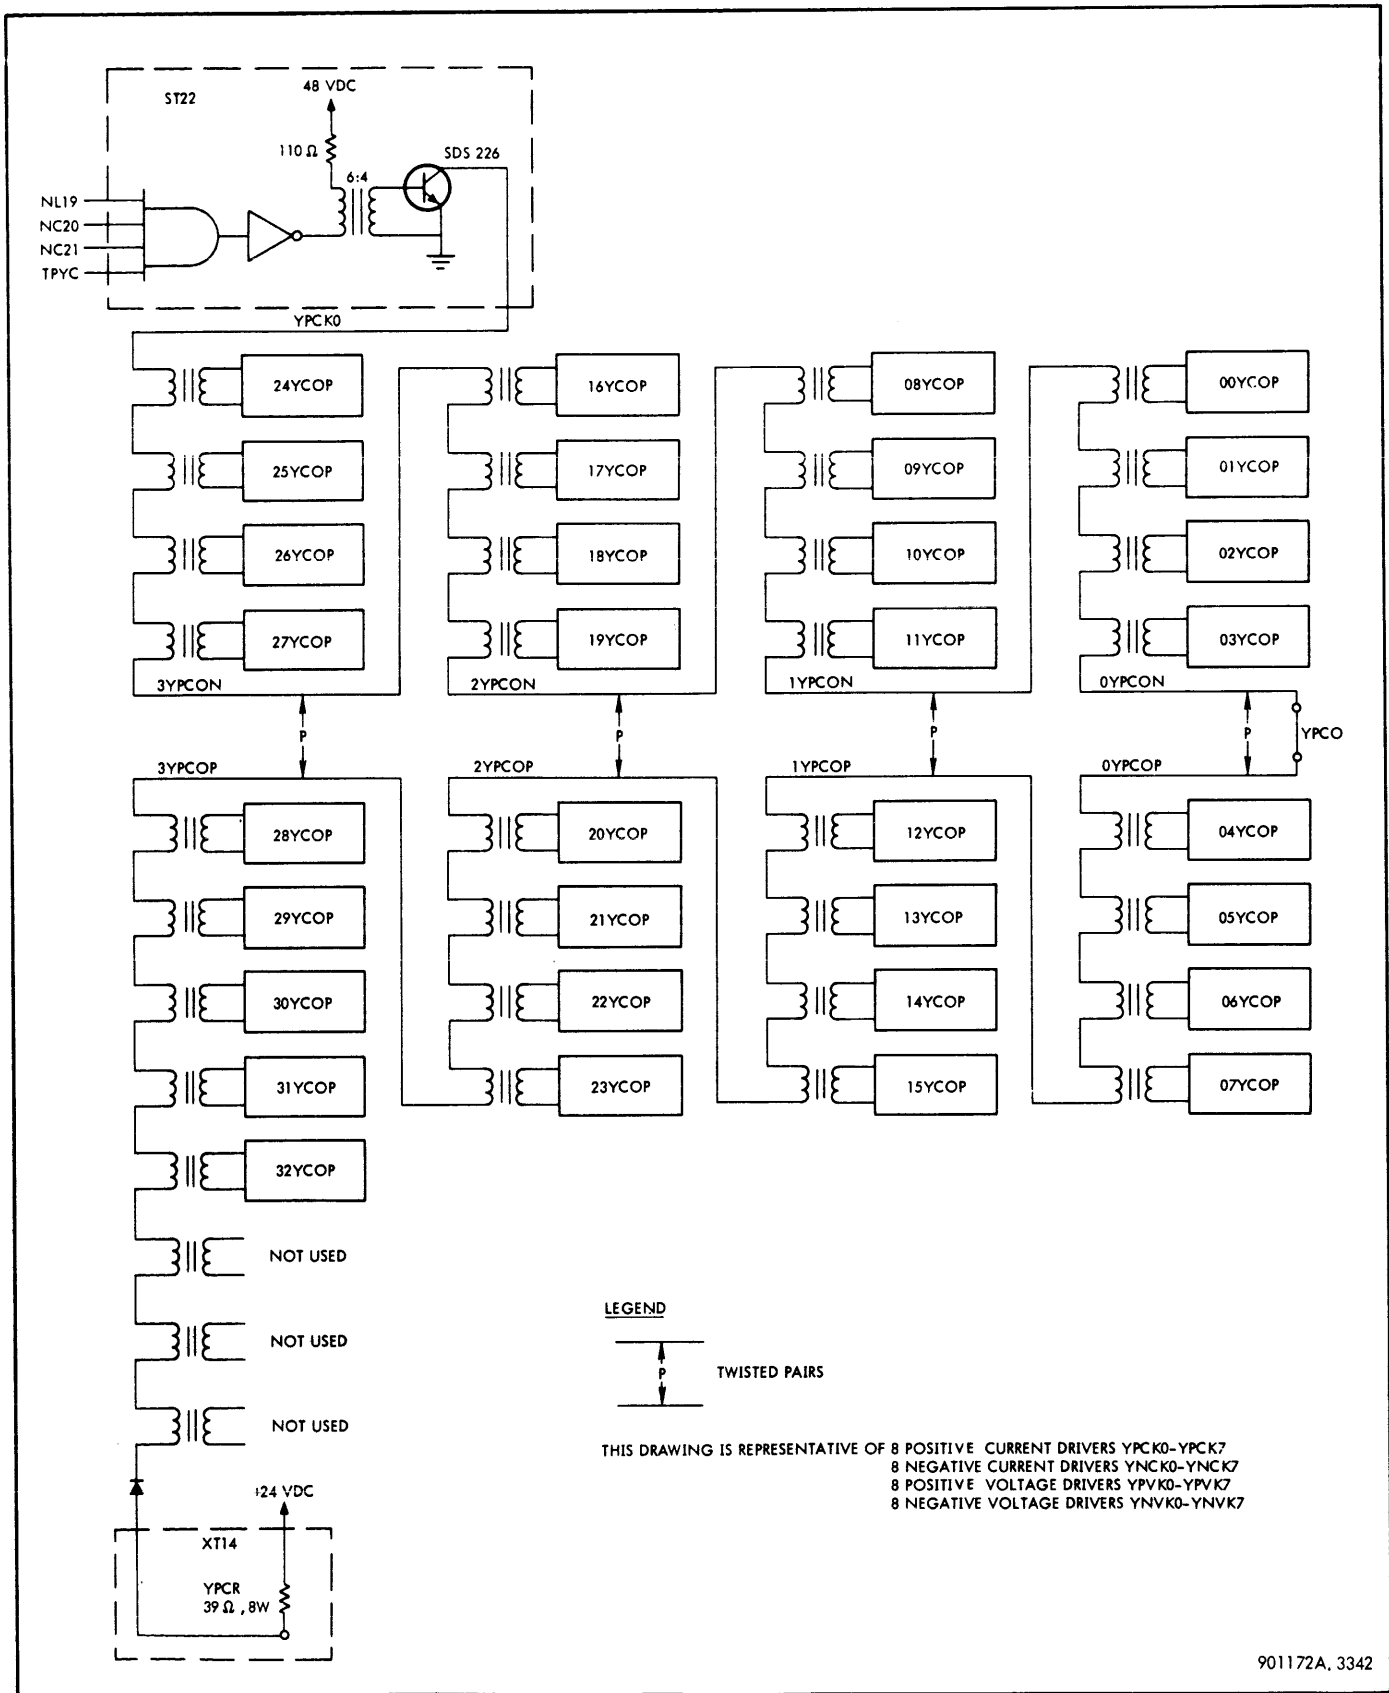 48 VDC
ST22
110 Ω
SDS 226
6:4
NL19
NC20
NC21
TPYC
YPCK0
24YCOP
16YCOP
08YCOP
00YCOP
25YCOP
17YCOP
09YCOP
01YCOP
26YCOP
18YCOP
10YCOP
02YCOP
27YCOP
19YCOP
11YCOP
03YCOP
3YPCON
2YPCON
1YPCON
0YPCON
P
P
P
P
YPCO
3YPCOP
2YPCOP
1YPCOP
0YPCOP
28YCOP
20YCOP
12YCOP
04YCOP
29YCOP
21YCOP
13YCOP
05YCOP
30YCOP
22YCOP
14YCOP
06YCOP
31YCOP
23YCOP
15YCOP
07YCOP
32YCOP
NOT USED
NOT USED
NOT USED
LEGEND
P
TWISTED PAIRS
THIS DRAWING IS REPRESENTATIVE OF 8 POSITIVE CURRENT DRIVERS YPCK0-YPCK7
8 NEGATIVE CURRENT DRIVERS YNCK0-YNCK7
8 POSITIVE VOLTAGE DRIVERS YPVK0-YPVK7
8 NEGATIVE VOLTAGE DRIVERS YNVK0-YNVK7
+24 VDC
XT14
YPCR
39 Ω , 8W
901172A. 3342